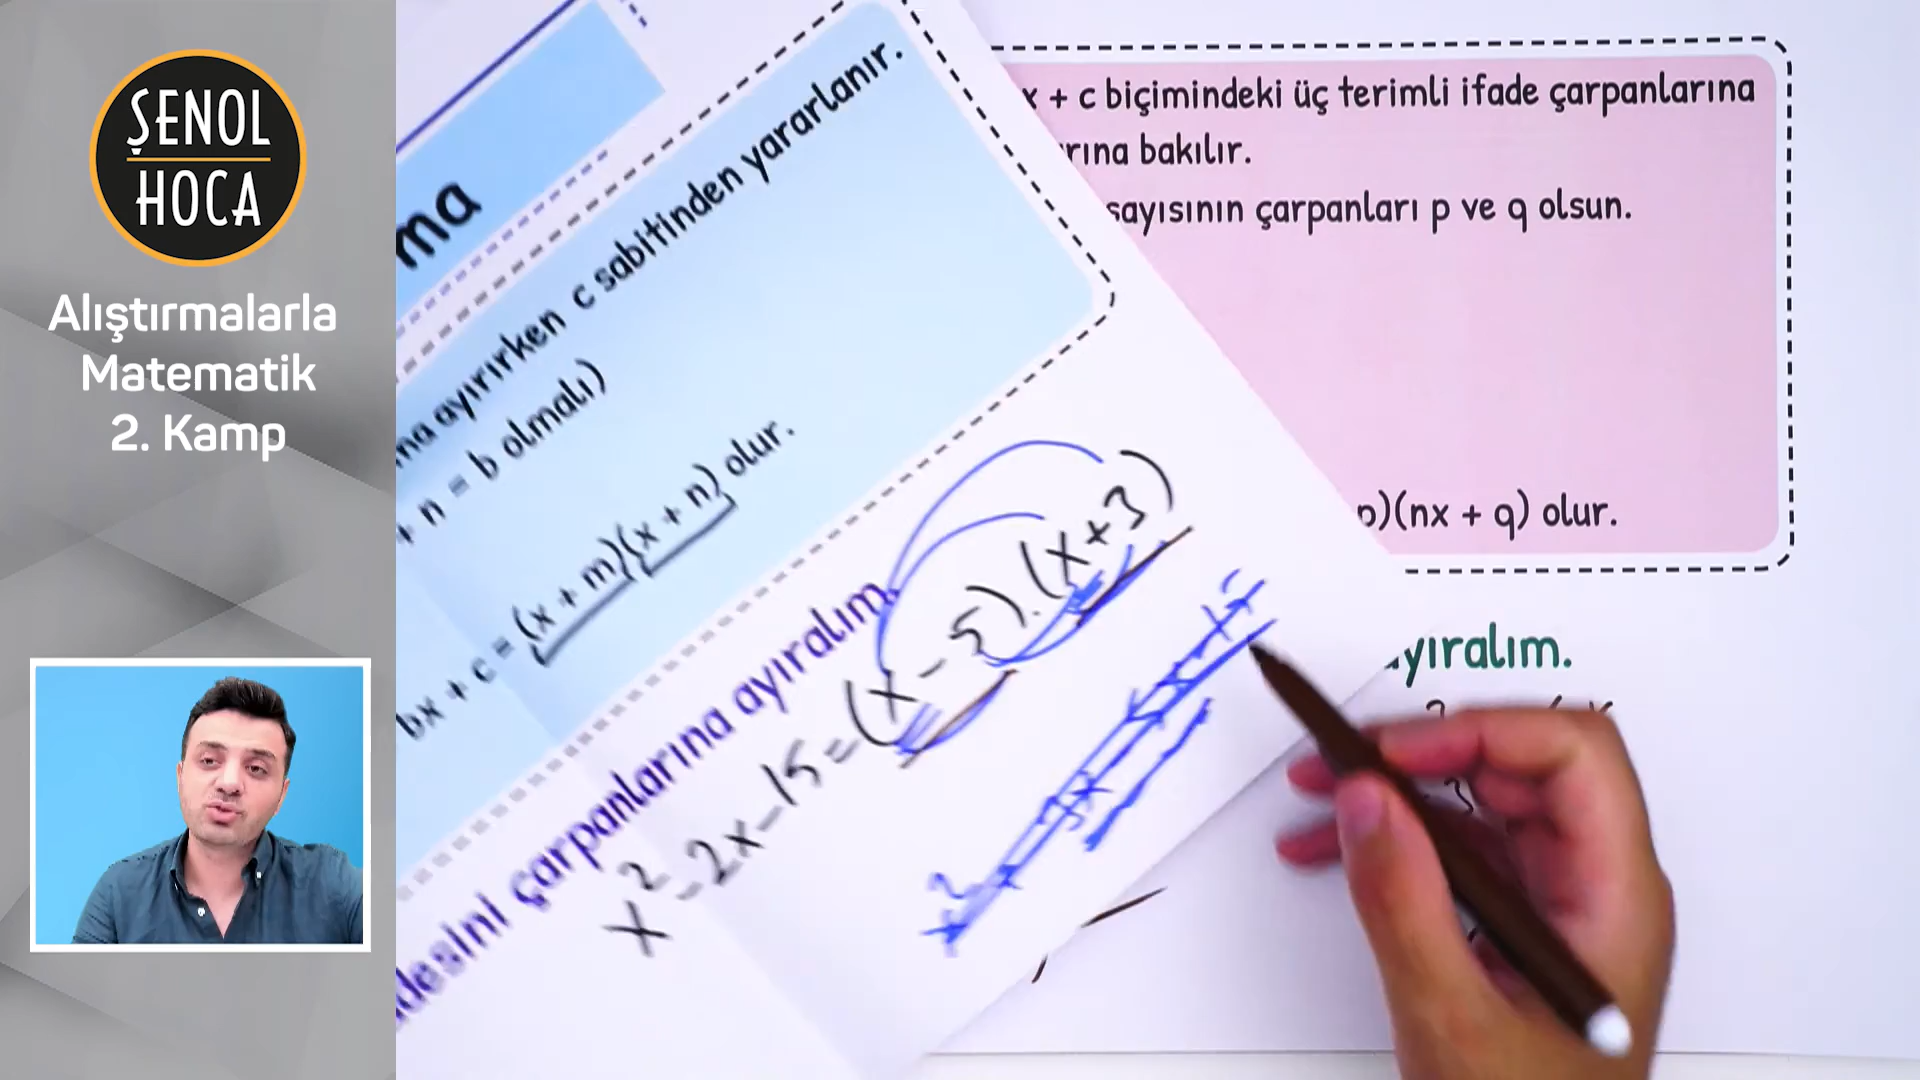 ŞENOL
HOCA
Alıştırmalarla
Matematik
2. Kamp
ma
ayırırken c sabitinden yararlanır.
+ n = b olmalı)
bx + c = (x + m)(x + n) olur.
çarpanlarına ayıralım.
x² - 2x - 15 = (x - 5).(x + 3)
x + c biçimindeki üç terimli ifade çarpanlarına
rına bakılır.
sayısının çarpanları p ve q olsun.
p)(nx + q) olur.
ayıralım.